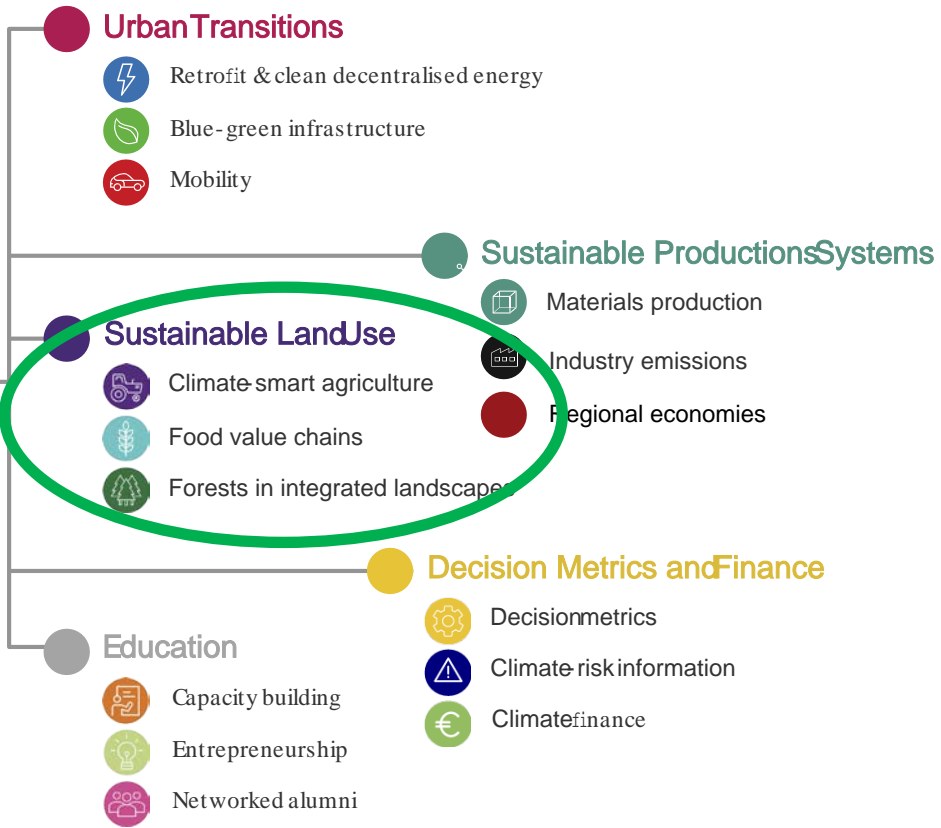 Urban Transitions
Retrofit & clean decentralised energy
Blue-green infrastructure
Mobility
Sustainable Productions Systems
Materials production
Industry emissions
Regional economies
Sustainable Land Use
Climate-smart agriculture
Food value chains
Forests in integrated landscapes
Decision Metrics and Finance
Decision metrics
Climate-risk information
Climate finance
€
Education
Capacity building
Entrepreneurship
Networked alumni